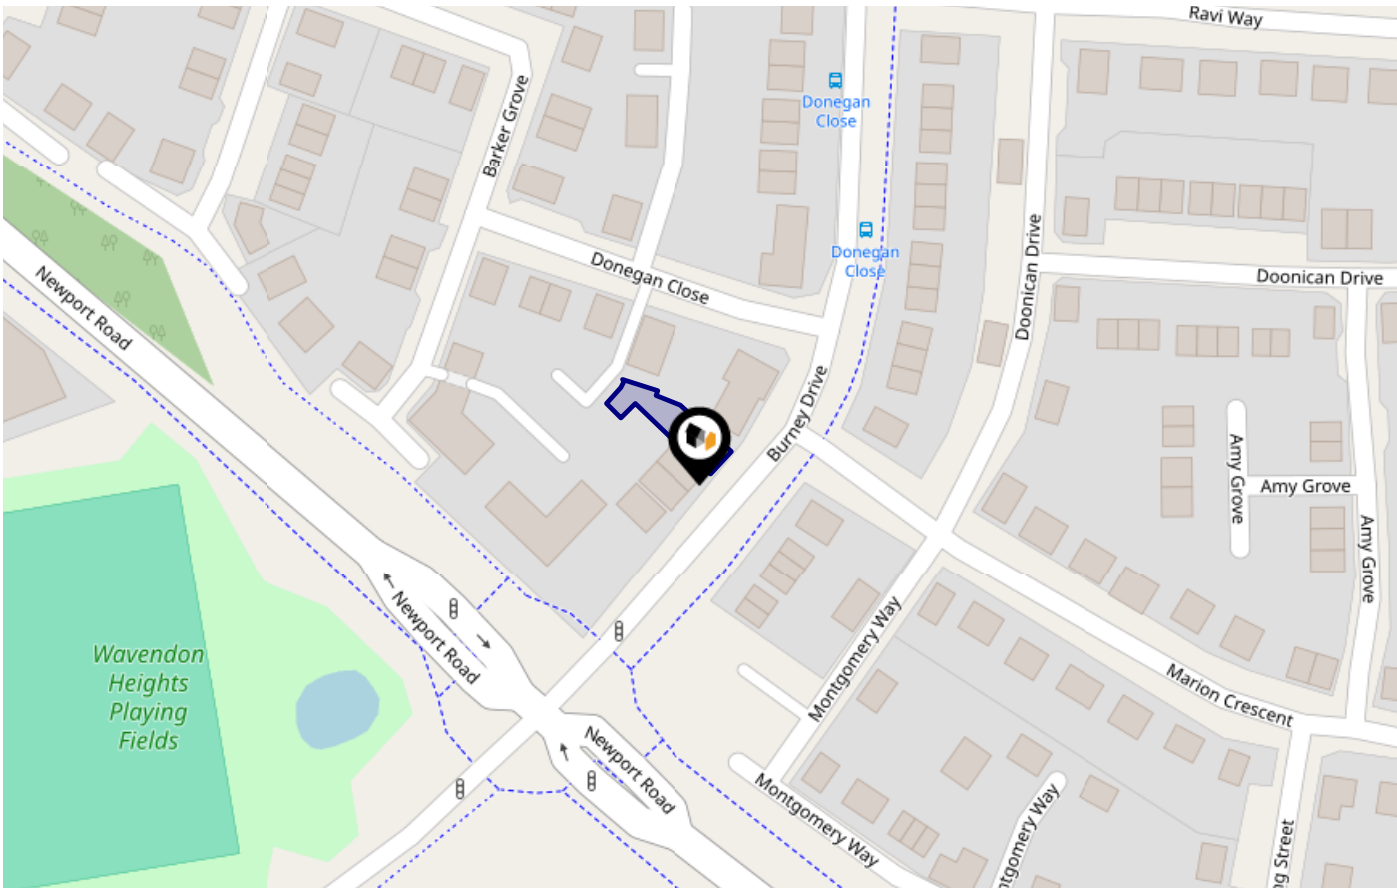 Ravi Way
Barker Grove
Donegan
Close
Donegan
Close
Doonican Drive
Doonican Drive
Donegan Close
Newport Road
Burney Drive
Amy Grove
Amy Grove
Amy Grove
Newport Road
Montgomery Way
Wavendon
Heights
Playing
Fields
Marion Crescent
Newport Road
Montgomery Way
ntgomery Way
ng Street